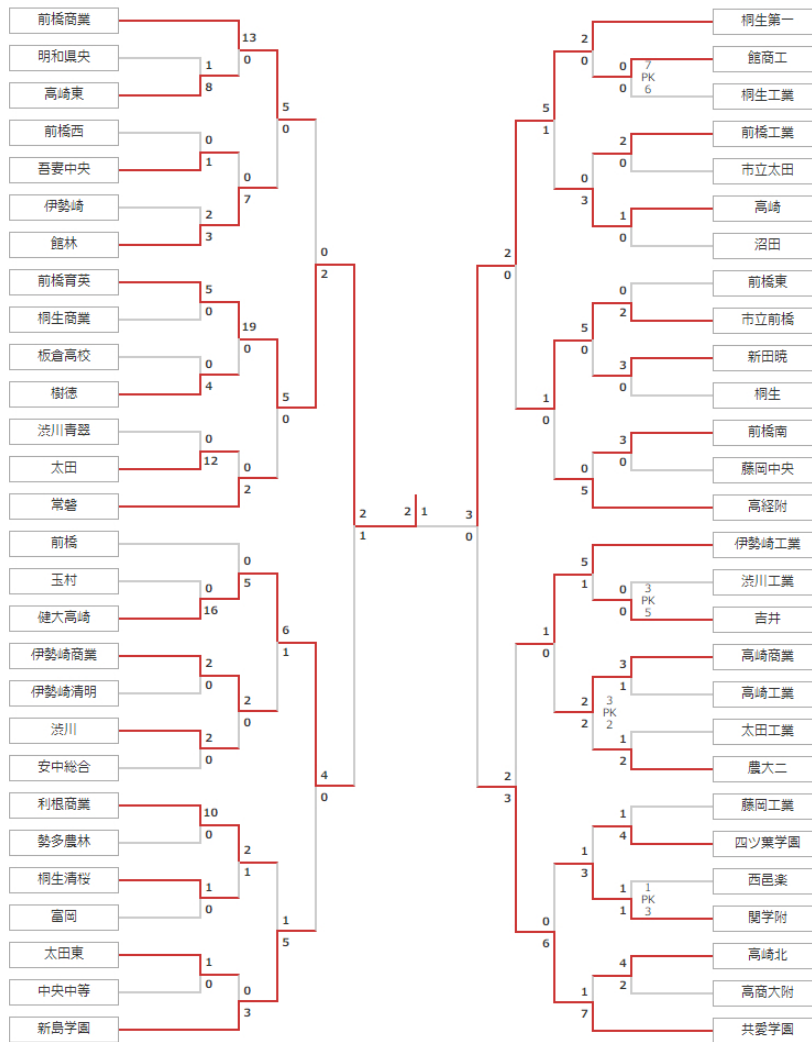 前橋商業
明和県央
高崎東
前橋西
吾妻中央
伊勢崎
館林
前橋育英
桐生商業
板倉高校
樹徳
渋川青翠
太田
常磐
前橋
玉村
健大高崎
伊勢崎商業
伊勢崎清明
渋川
安中総合
利根商業
勢多農林
桐生清桜
富岡
太田東
中央中等
新島学園
13
0
1
8
0
1
0
7
2
3
5
0
5
0
19
0
0
4
0
12
0
2
5
0
0
2
0
5
0
16
2
0
2
0
2
0
6
1
10
0
2
1
1
0
1
0
0
3
1
5
4
0
2
1
2
1
3
0
2
0
5
1
2
0
0
0
7
PK
6
2
0
0
3
1
0
0
2
5
0
3
0
1
0
3
0
0
5
5
1
0
0
3
PK
5
1
0
3
1
2
2
3
PK
2
1
2
2
3
1
4
1
3
1
1
1
PK
3
0
6
4
2
1
7
桐生第一
館商工
桐生工業
前橋工業
市立太田
高崎
沼田
前橋東
市立前橋
新田暁
桐生
前橋南
藤岡中央
高経附
伊勢崎工業
渋川工業
吉井
高崎商業
高崎工業
太田工業
農大二
藤岡工業
四ツ葉学園
西邑楽
関学附
高崎北
高商大附
共愛学園